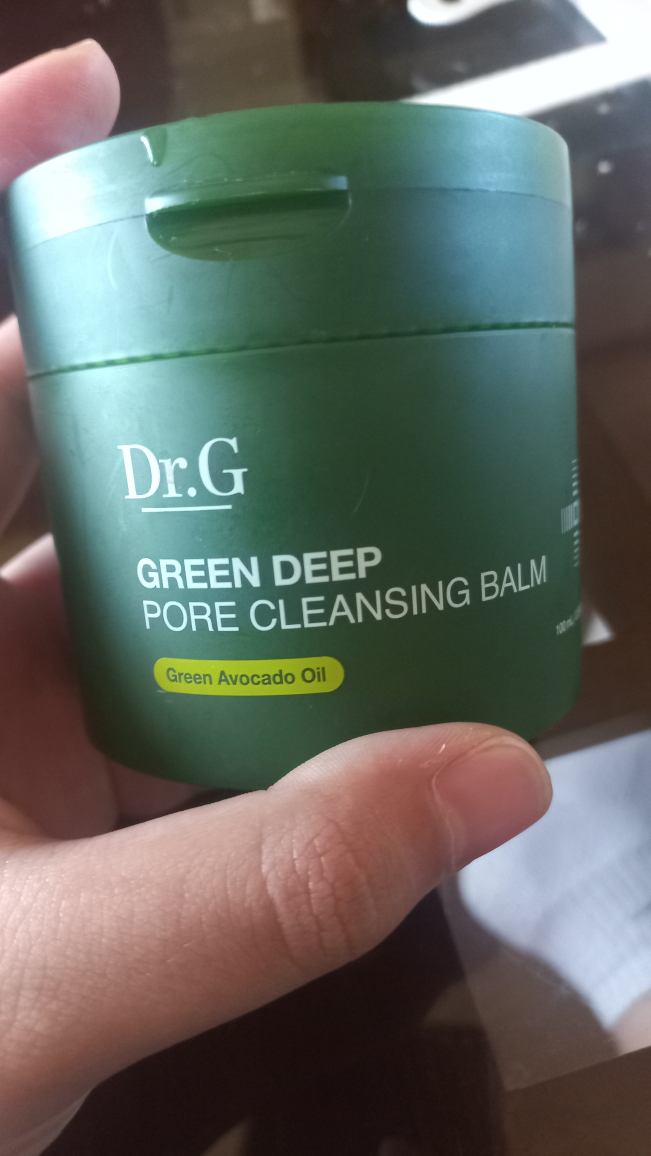 Dr.G
GREEN DEEP
PORE CLEANSING BALM
Green Avocado Oil